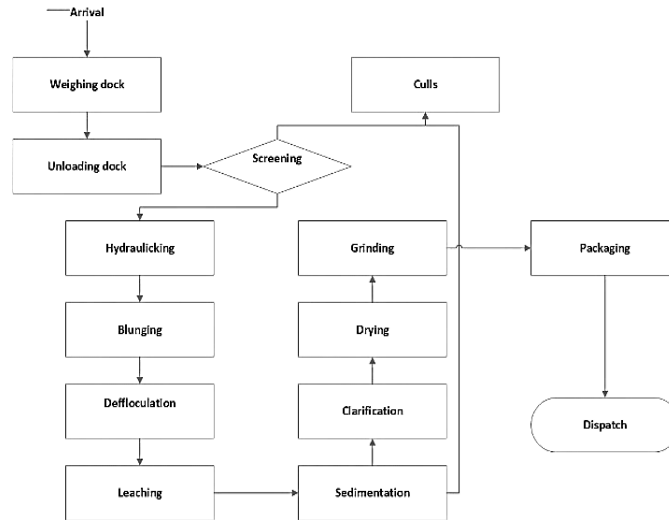 Arrival
Weighing dock
Culls
Unloading dock
Screening
Hydraulicking
Grinding
Packaging
Blunging
Drying
Deffloculation
Clarification
Dispatch
Leaching
Sedimentation